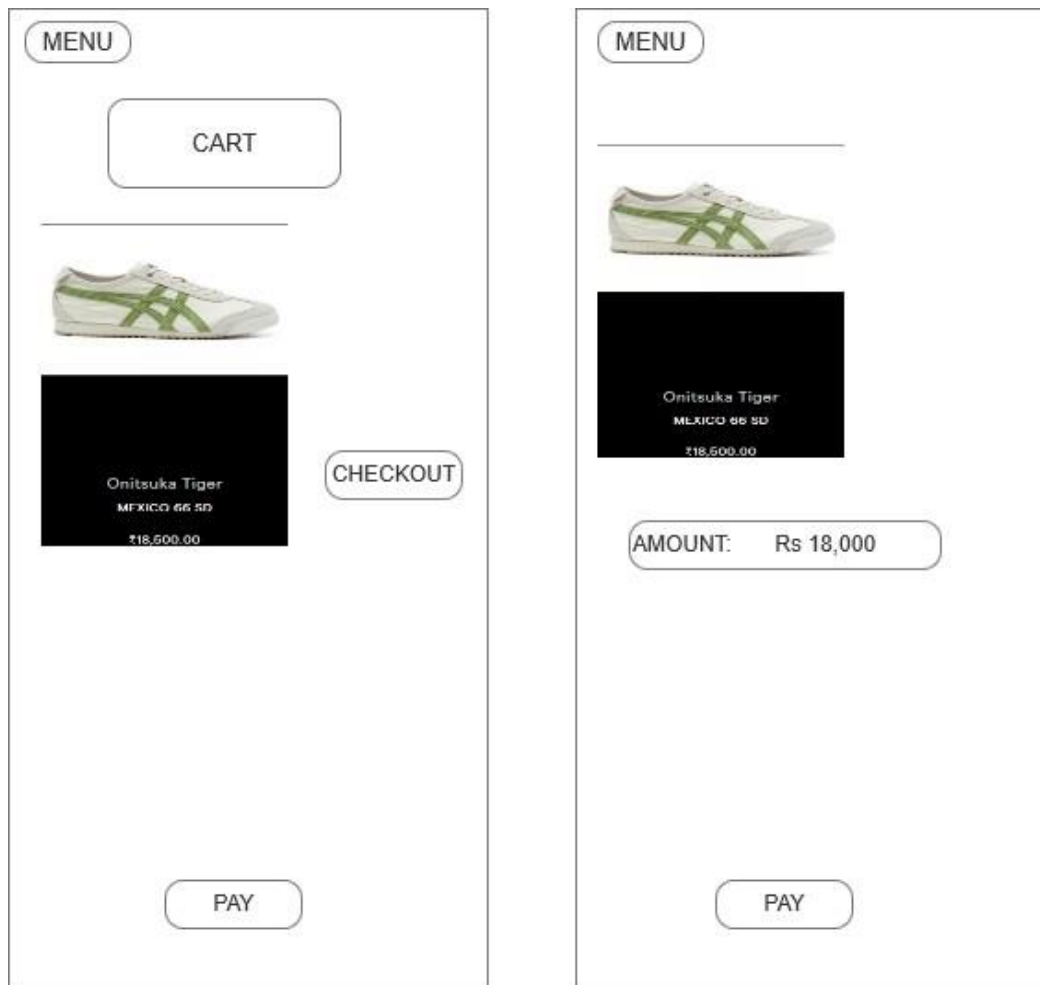 MENU
CART
Onitsuka Tiger
MEXICO 66 SD
₹18,500.00
CHECKOUT
PAY
MENU
Onitsuka Tiger
MEXICO 66 SD
₹18,500.00
AMOUNT: Rs 18,000
PAY